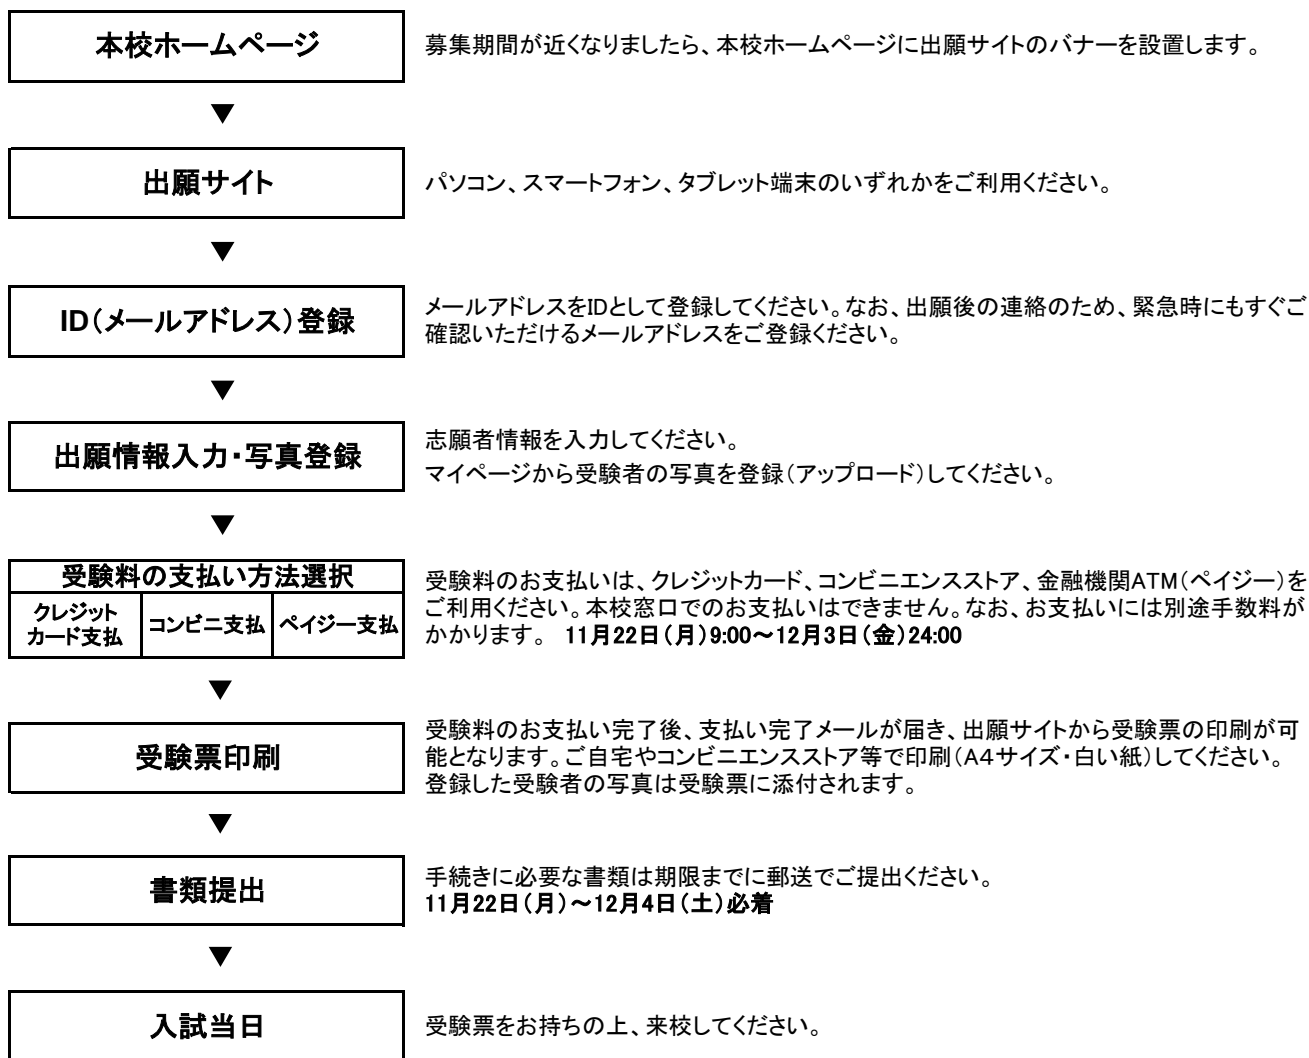 本校ホームページ
募集期間が近くなりましたら、本校ホームページに出願サイトのバナーを設置します。
▼
出願サイト
パソコン、スマートフォン、タブレット端末のいずれかをご利用ください。
▼
ID(メールアドレス)登録
メールアドレスをIDとして登録してください。なお、出願後の連絡のため、緊急時にもすぐご
確認いただけるメールアドレスをご登録ください。
▼
出願情報入力・写真登録
志願者情報を入力してください。
マイページから受験者の写真を登録(アップロード)してください。
▼
受験料の支払い方法選択
クレジット
カード支払
コンビニ支払
ペイジー支払
受験料のお支払いは、クレジットカード、コンビニエンスストア、金融機関ATM(ペイジー)を
ご利用ください。本校窓口でのお支払いはできません。なお、お支払いには別途手数料が
かかります。 11月22日(月)9:00~12月3日(金)24:00
▼
受験票印刷
受験料のお支払い完了後、支払い完了メールが届き、出願サイトから受験票の印刷が可
能となります。ご自宅やコンビニエンスストア等で印刷(A4サイズ・白い紙)してください。
登録した受験者の写真は受験票に添付されます。
▼
書類提出
手続きに必要な書類は期限までに郵送でご提出ください。
11月22日(月)~12月4日(土)必着
▼
入試当日
受験票をお持ちの上、来校してください。